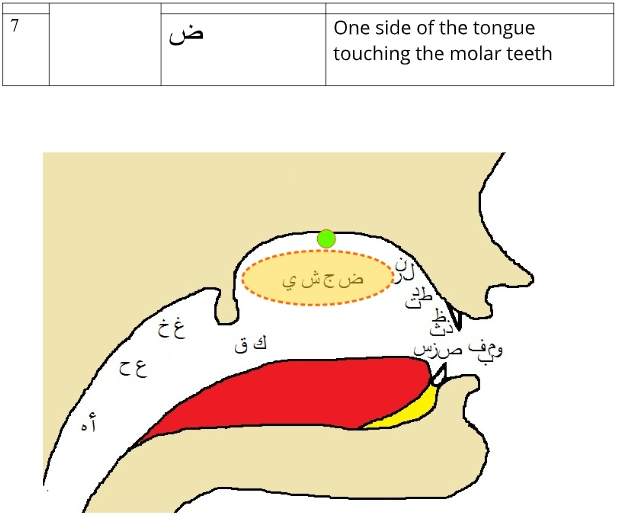 7
ض
One side of the tongue
touching the molar teeth
ض ج ش ي
ن
ل ر
ط د ت
ظ ذ ث
ص ز س
و م ف ب
ك ق
غ خ
ع ح
أ ه